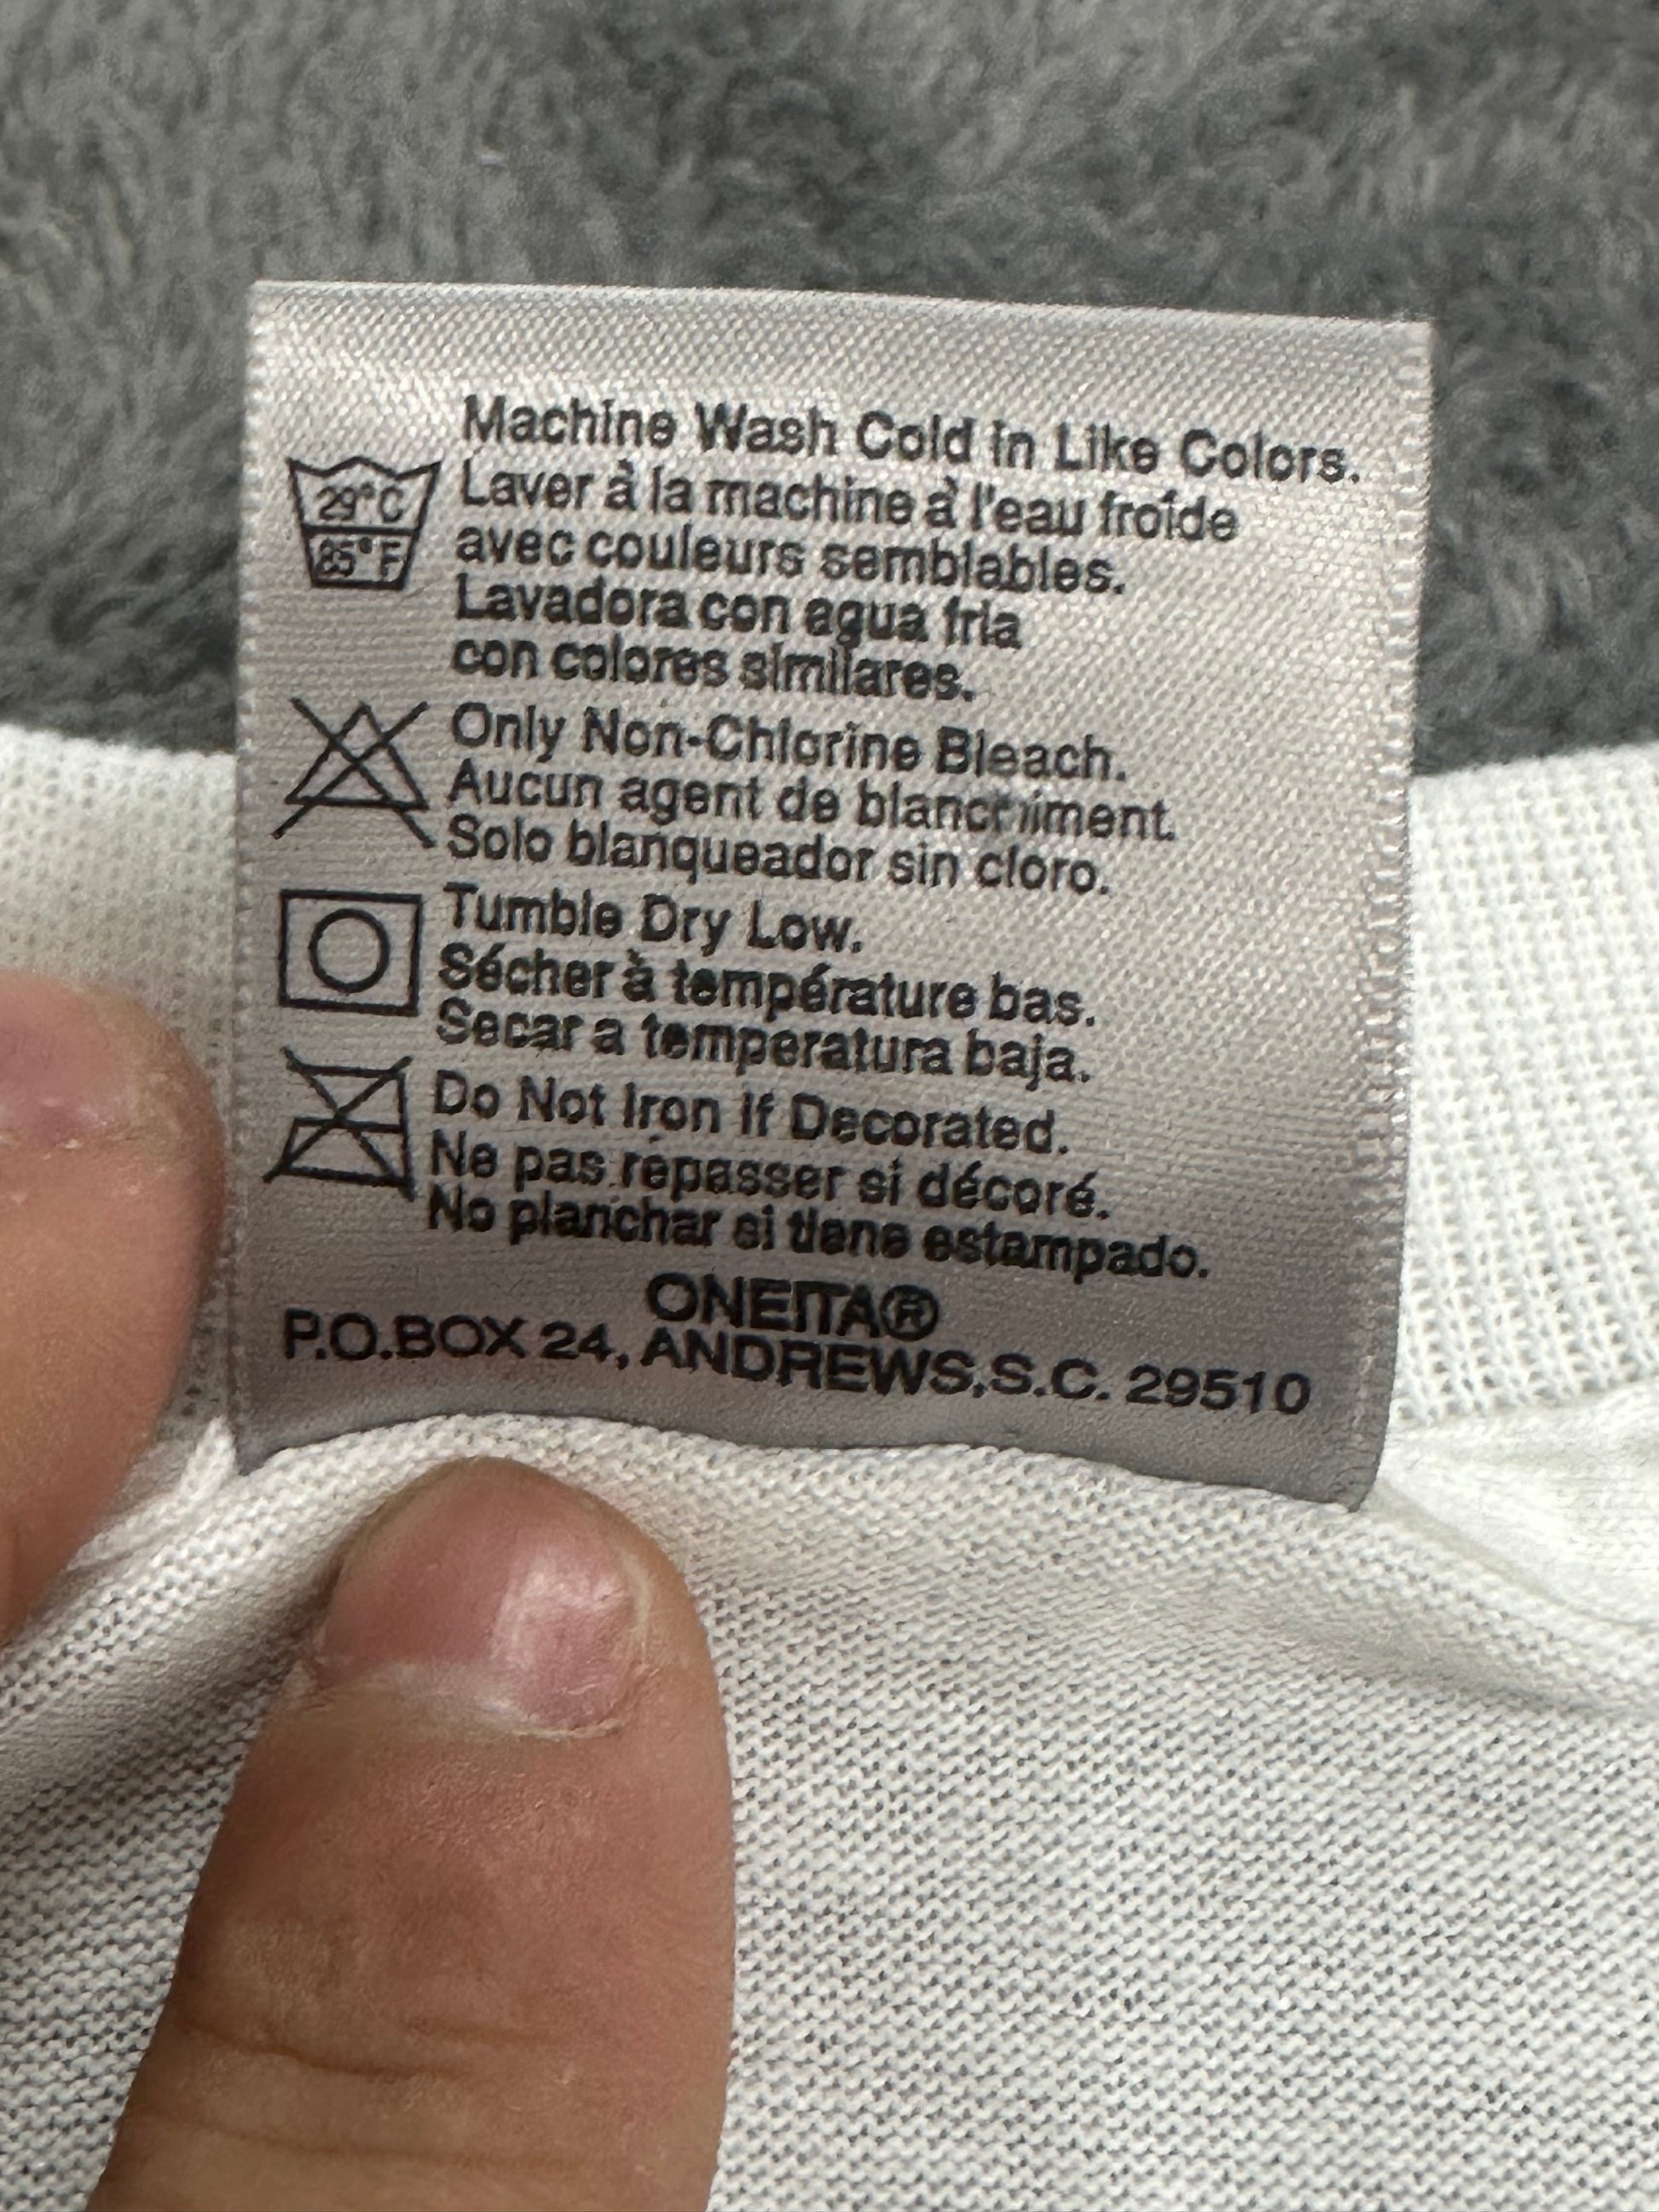 Machine Wash Cold in Like Colors.
29°C
85°F
Laver à la machine à l'eau froide
avec couleurs semblables.
Lavadora con agua fria
con colores similares.
Only Non-Chlorine Bleach.
Aucun agent de blanchiment.
Solo blanqueador sin cloro.
Tumble Dry Low.
Sécher à température bas.
Secar a temperatura baja.
Do Not Iron If Decorated.
Ne pas repasser si décoré.
No planchar si tiene estampado.
ONEITA®
P.O.BOX 24, ANDREWS,S.C. 29510